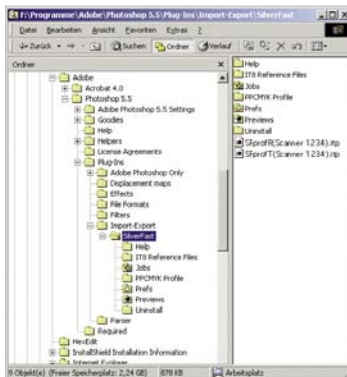 F:\Programme\Adobe\Photoshop 5.5\Plug-Ins\Import-Export\SilverFast
Datei Bearbeiten Ansicht Favoriten Extras ?
Zurück Suchen Ordner Verlauf
Ordner
Adobe
Acrobat 4.0
Photoshop 5.5
Adobe Photoshop 5.5 Settings
Goodies
Help
Helpers
License Agreements
Plug-Ins
Adobe Photoshop Only
Displacement maps
Effects
File Formats
Filters
Import-Export
SilverFast
Help
IT8 Reference Files
Jobs
PPCMYK Profile
Prefs
Previews
Uninstall
Parser
Required
HexEdit
InstallShield Installation Information
Internet Explorer
Help
IT8 Reference Files
Jobs
PPCMYK Profile
Prefs
Previews
Uninstall
SFprofR(Scanner 1234).itp
SFprofT(Scanner 1234).itp
9 Objekt(e) (Freier Speicherplatz: 2,24 GB) 878 KB Arbeitsplatz